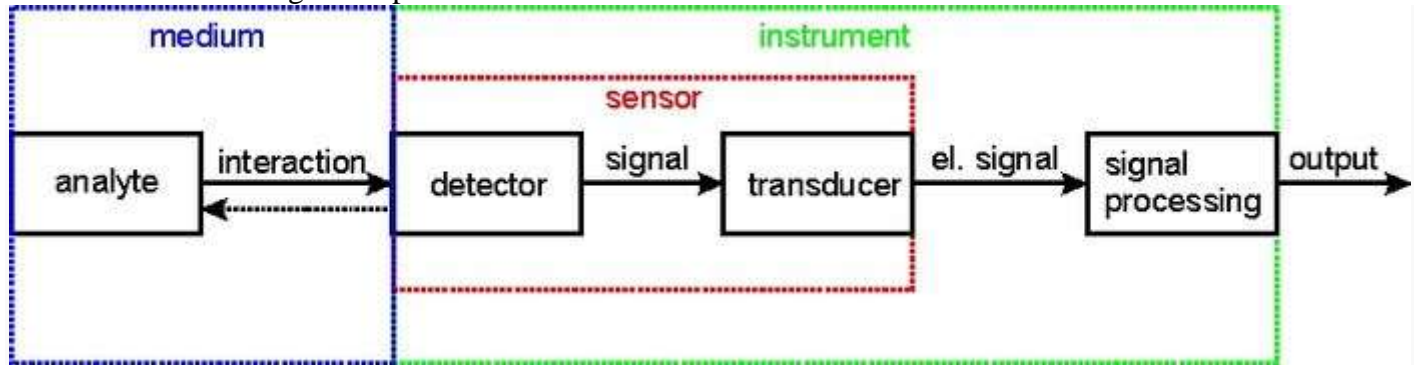 medium
instrument
sensor
analyte
interaction
detector
signal
transducer
el. signal
signal
processing
output